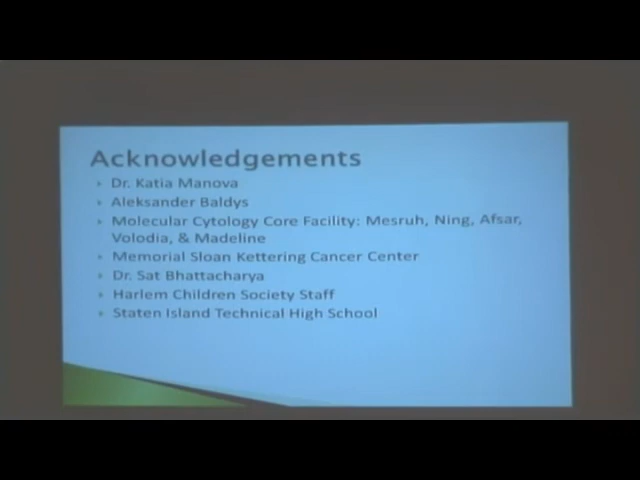 Acknowledgements
Dr. Katia Manova
Aleksander Baldys
Molecular Cytology Core Facility: Mesruh, Ning, Afsar,
Volodia, & Madeline
Memorial Sloan Kettering Cancer Center
Dr. Sat Bhattacharya
Harlem Children Society Staff
Staten Island Technical High School